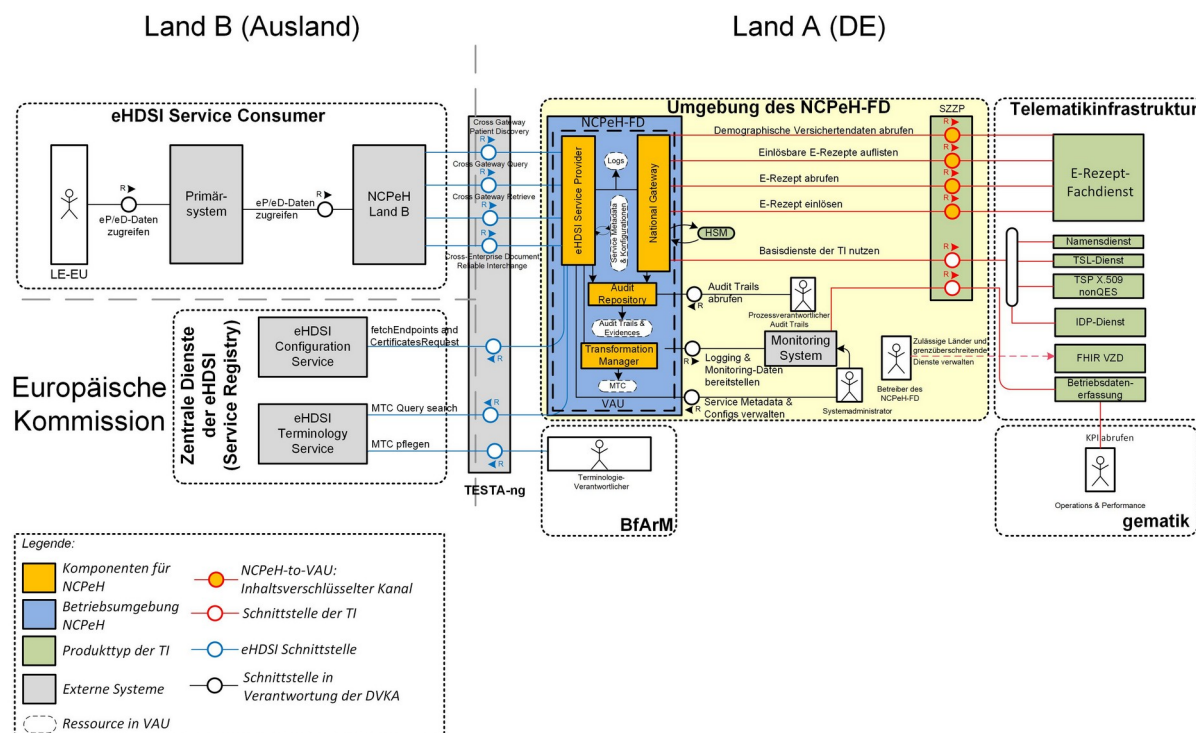 Land B (Ausland)
Land A (DE)
eHDSI Service Consumer
LE-EU
R
eP/eD-Daten
zugreifen
Primär-
system
R
eP/eD-Daten
zugreifen
NCPeH
Land B
Cross Gateway
Patient Discovery
R
Cross Gateway Query
R
Cross Gateway Retrieve
R
R
Cross-Enterprise Document
Reliable Interchange
Umgebung des NCPeH-FD
NCPeH-FD
eHDSI Service Provider
Logs
Service Metadata
& Konfigurationen
National Gateway
HSM
Audit
Repository
Audit Trails &
Evidences
Transformation
Manager
MTC
VAU
SZZP
Demographische Versichertendaten abrufen
R
Einlösbare E-Rezepte auflisten
R
E-Rezept abrufen
R
E-Rezept einlösen
R
Basisdienste der TI nutzen
R
R
Audit Trails
abrufen
R
Prozessverantwortlicher
Audit Trails
Monitoring
System
R
Logging &
Monitoring-Daten
bereitstellen
Service Metadata &
Configs verwalten
R
Systemadministrator
Betreiber des
NCPeH-FD
Zulässige Länder und
grenzüberschreitende
Dienste verwalten
Telematikinfrastruktur
E-Rezept-
Fachdienst
Namensdienst
TSL-Dienst
TSP X.509
nonQES
IDP-Dienst
FHIR VZD
Betriebsdaten-
erfassung
KPI abrufen
Operations & Performance
gematik
Europäische
Kommission
Zentrale Dienste
der eHDSI
(Service Registry)
eHDSI
Configuration
Service
fetchEndpoints and
CertificatesRequest
R
eHDSI
Terminology
Service
MTC Query search
R
MTC pflegen
R
TESTA-ng
Terminologie-
Verantwortlicher
BfArM
Legende:
Komponenten für
NCPeH
Betriebsumgebung
NCPeH
Produkttyp der TI
Externe Systeme
Ressource in VAU
NCPeH-to-VAU:
Inhaltsverschlüsselter Kanal
Schnittstelle der TI
eHDSI Schnittstelle
Schnittstelle in
Verantwortung der DVKA